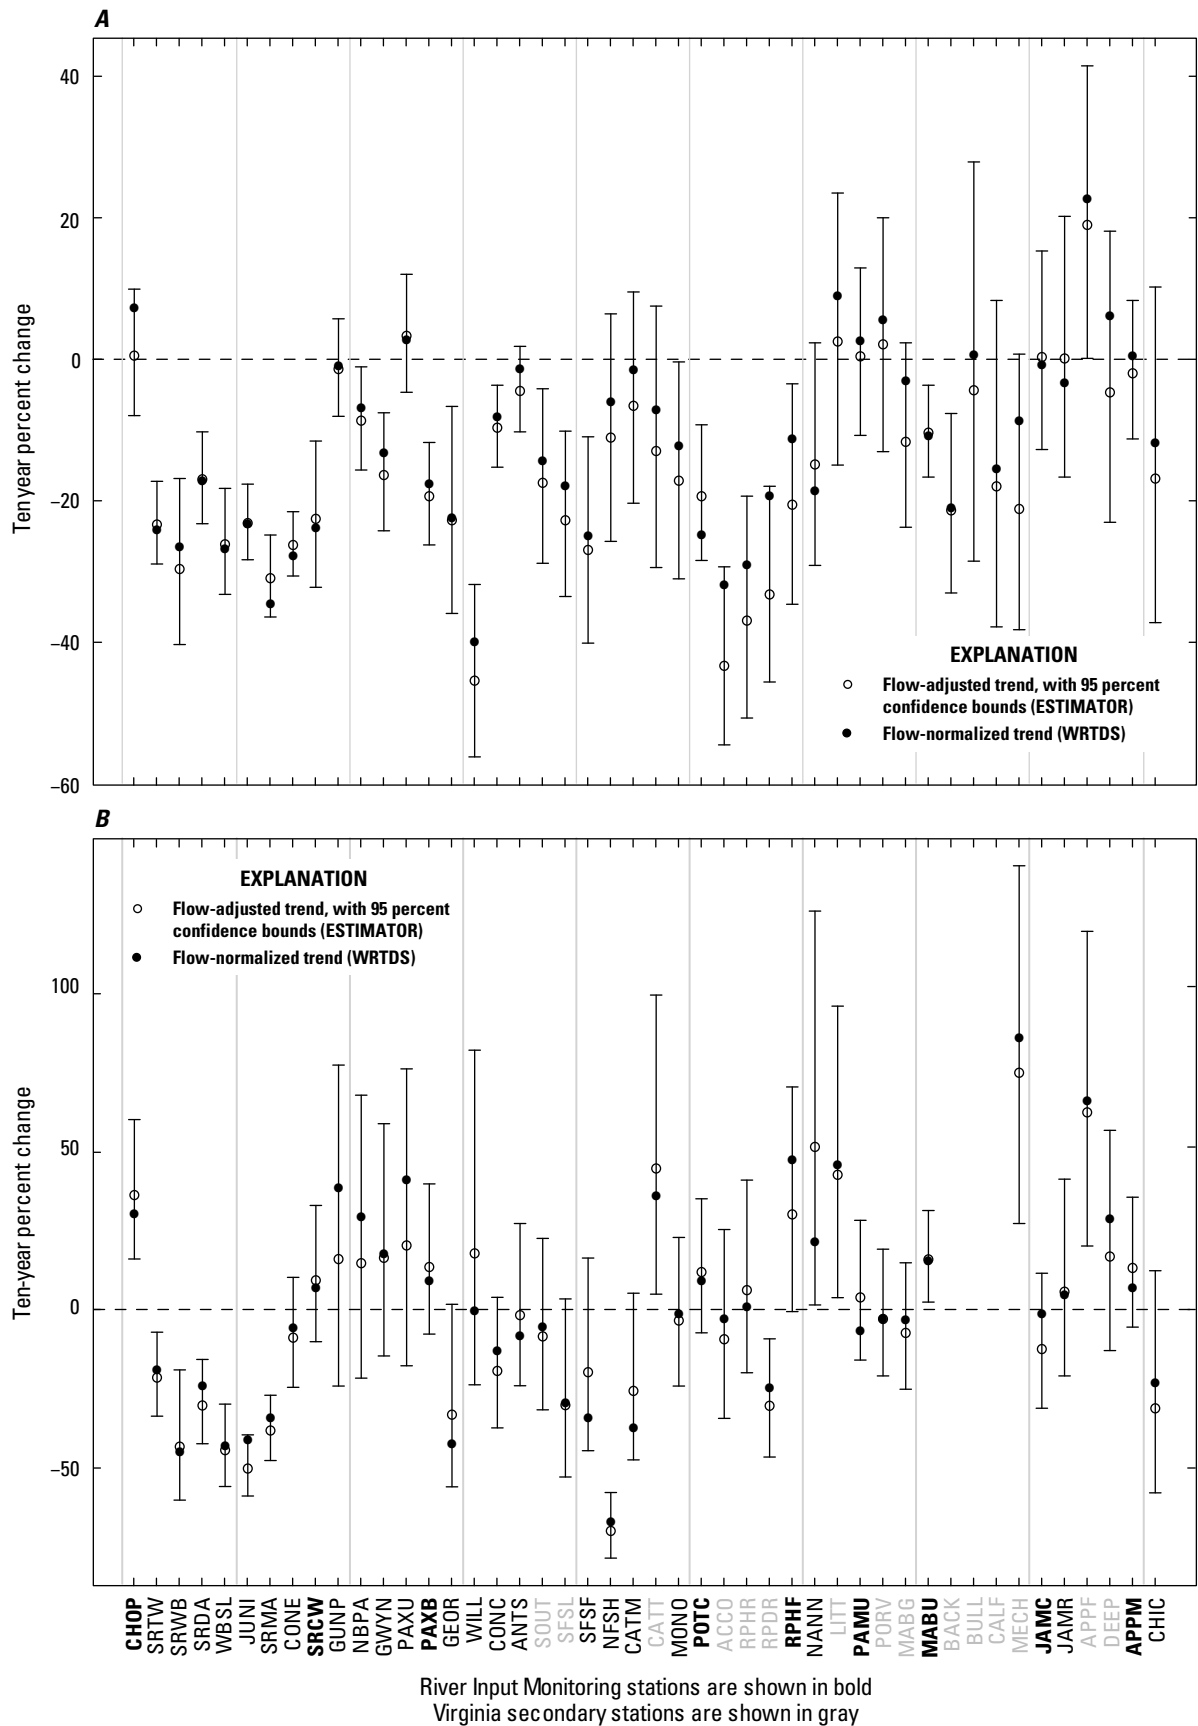 A
40
20
0
–20
–40
–60
Ten year percent change
EXPLANATION
Flow-adjusted trend, with 95 percent
confidence bounds (ESTIMATOR)
Flow-normalized trend (WRTDS)
B
EXPLANATION
Flow-adjusted trend, with 95 percent
confidence bounds (ESTIMATOR)
Flow-normalized trend (WRTDS)
100
50
0
–50
Ten-year percent change
CHOP
SRTW
SRWB
SRDA
WBSL
JUNI
SRMA
CONE
SRCW
GUNP
NBPA
GWYN
PAXU
PAXB
GEOR
WILL
CONC
ANTS
SOUT
SFSL
SFSF
NFSH
CATM
CATT
MONO
POTC
ACCO
RPHR
RPDR
RPHF
NANN
LITT
PAMU
PORV
MABG
MABU
BACK
BULL
CALF
MECH
JAMC
JAMR
APPF
DEEP
APPM
CHIC
River Input Monitoring stations are shown in bold
Virginia secondary stations are shown in gray